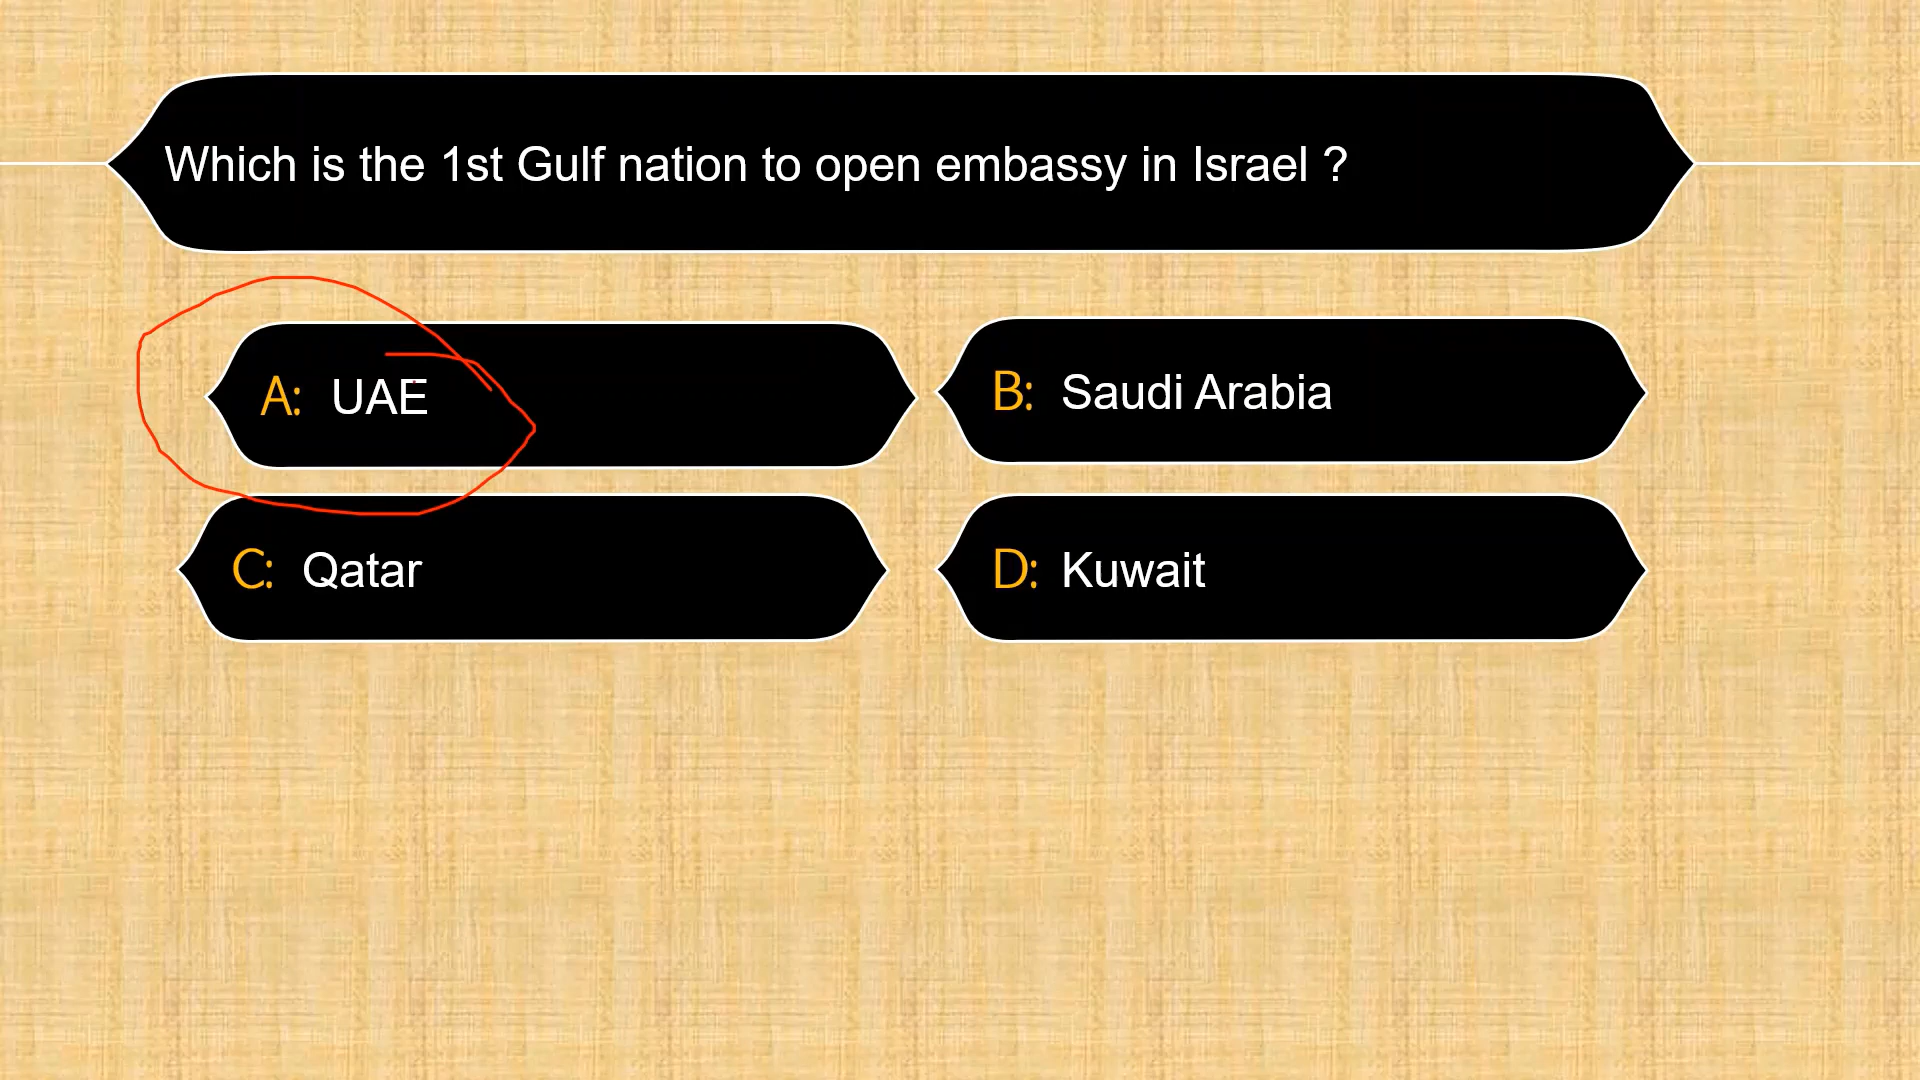 Which is the 1st Gulf nation to open embassy in Israel ?
A: UAE
B: Saudi Arabia
C: Qatar
D: Kuwait